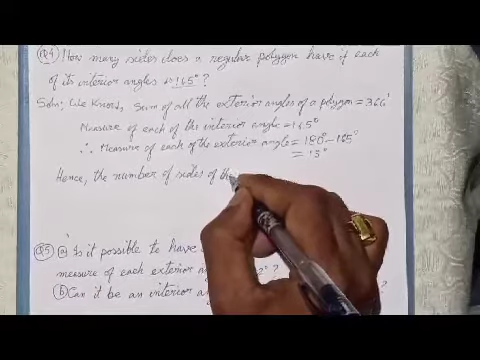 Q4 How many sides does a regular polygon have if each
of its interior angles is 165°?
Soln: We Know, Sum of all the exterior angles of a polygon = 360°
Measure of each of the interior angle = 165°
∴ Measure of each of the exterior angle = 180° - 165°
= 15°
Hence, the number of sides of the
Q5 (a) Is it possible to have
measure of each exterior 2°?
(b) Can it be an interior ?